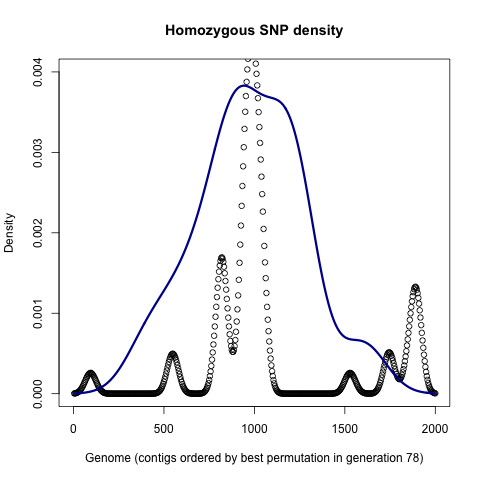 Homozygous SNP density
Density
0.004
0.003
0.002
0.001
0.000
0 500 1000 1500 2000
Genome (contigs ordered by best permutation in generation 78)